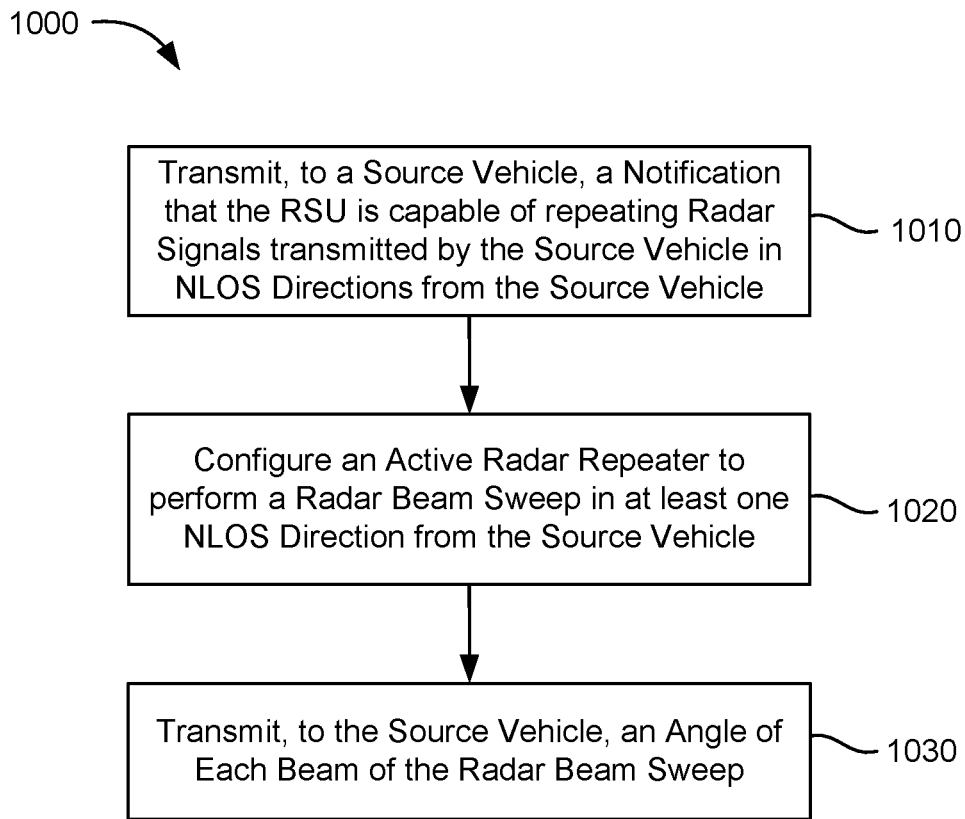 1000
Transmit, to a Source Vehicle, a Notification
that the RSU is capable of repeating Radar
Signals transmitted by the Source Vehicle in
NLOS Directions from the Source Vehicle
1010
Configure an Active Radar Repeater to
perform a Radar Beam Sweep in at least one
NLOS Direction from the Source Vehicle
1020
Transmit, to the Source Vehicle, an Angle of
Each Beam of the Radar Beam Sweep
1030